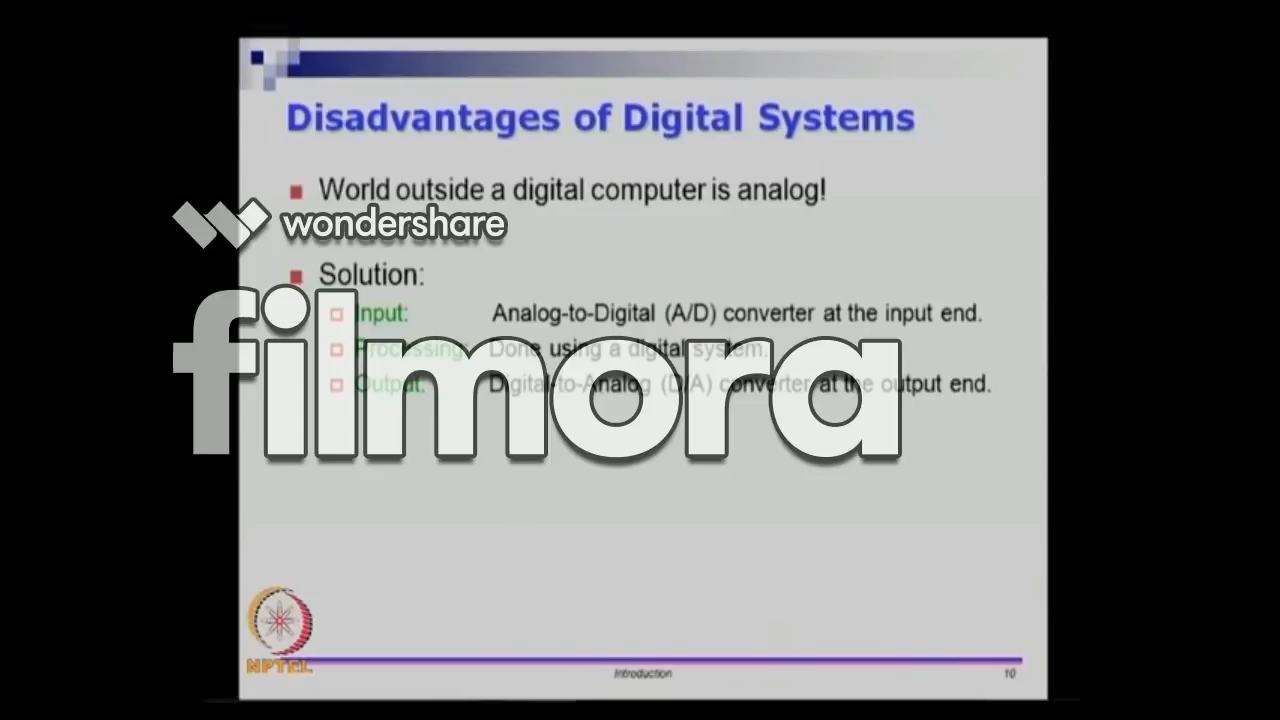 Disadvantages of Digital Systems
World outside a digital computer is analog!
wondershare
Solution:
filmora
Input: Analog-to-Digital (A/D) converter at the input end.
Processing: Done using a digital system.
Output: Digital-to-Analog (D/A) converter at the output end.
NPTEL
Introduction
10